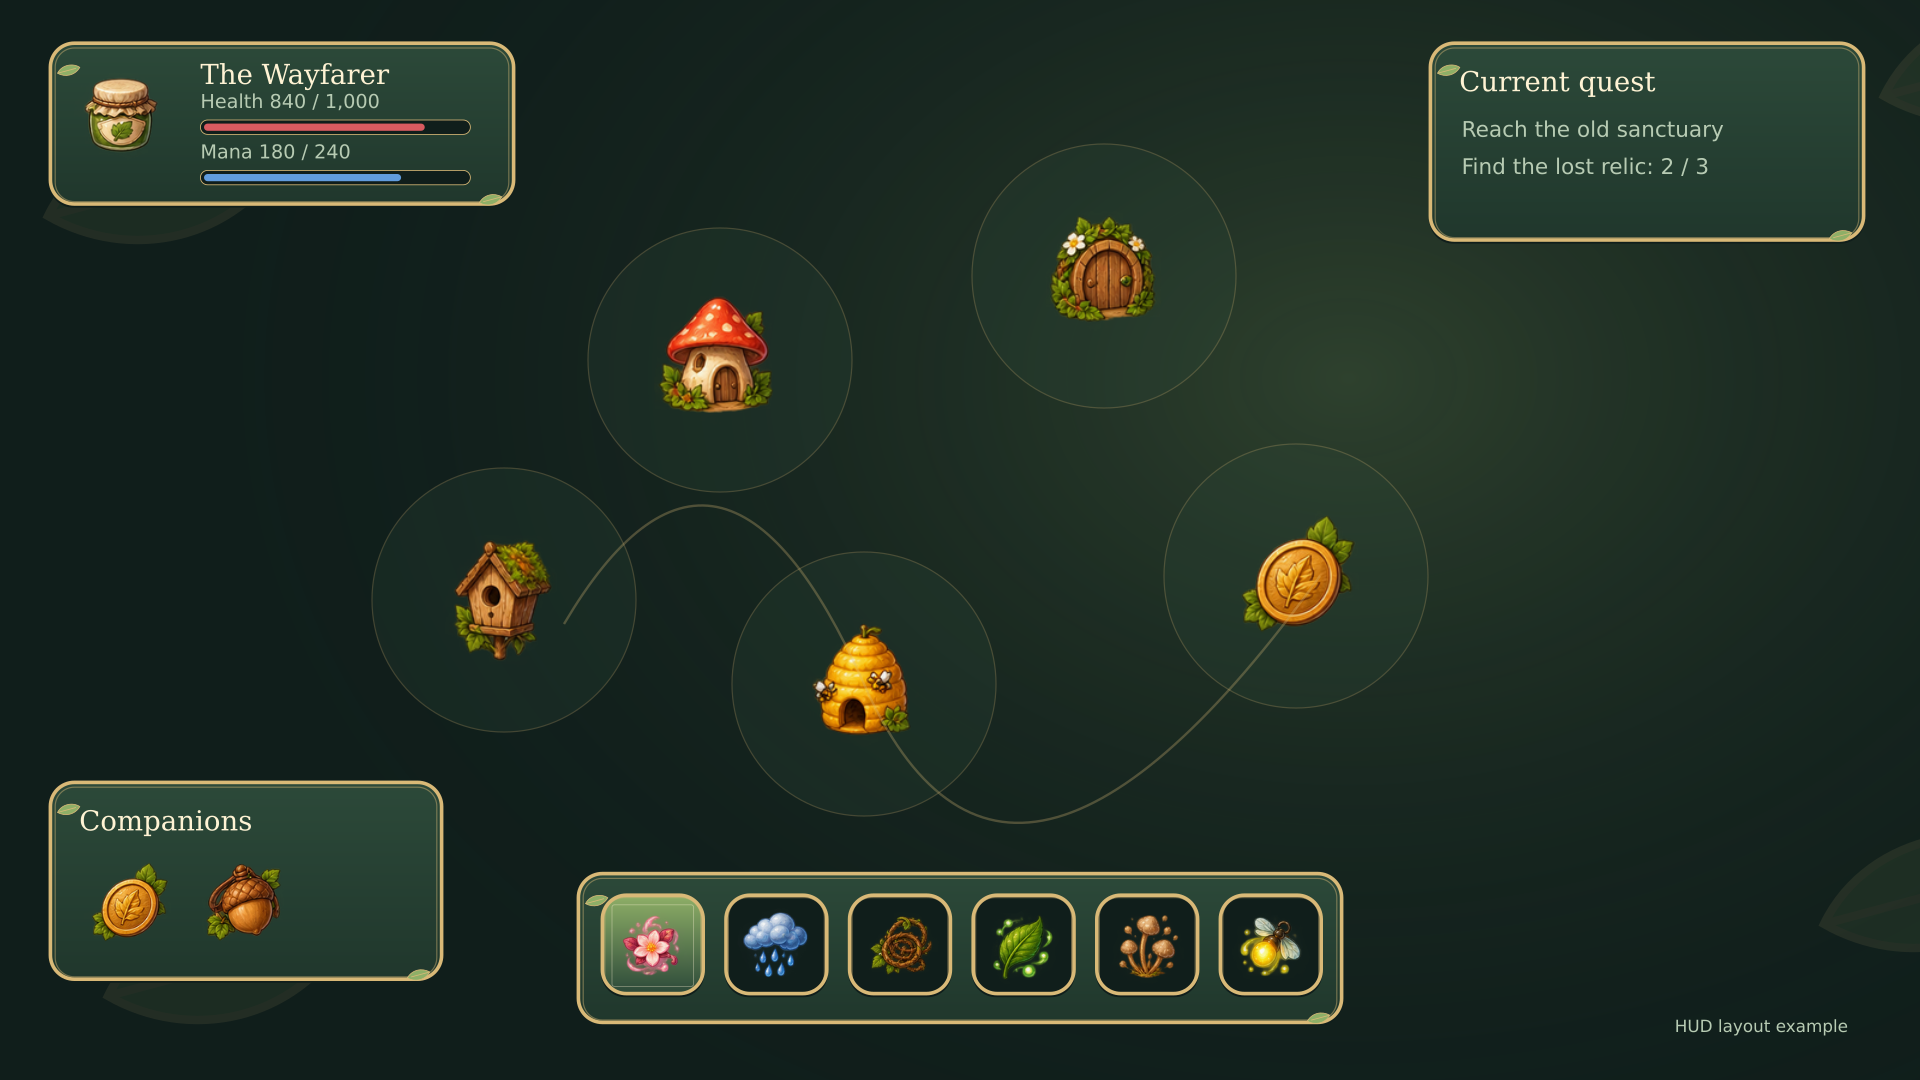 The Wayfarer
Health 840 / 1,000
Mana 180 / 240
Current quest
Reach the old sanctuary
Find the lost relic: 2 / 3
Companions
HUD layout example